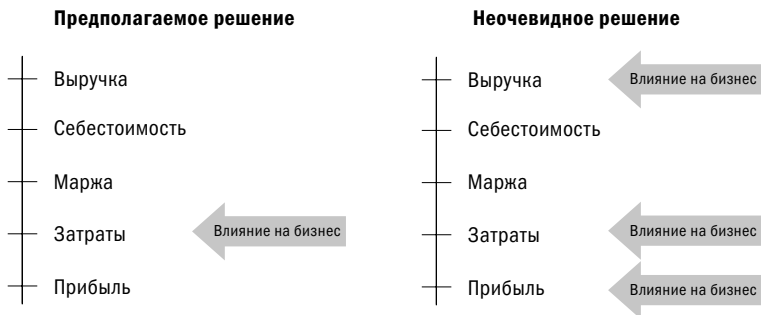 Предполагаемое решение
Выручка
Себестоимость
Маржа
Затраты
Влияние на бизнес
Прибыль
Неочевидное решение
Выручка
Влияние на бизнес
Себестоимость
Маржа
Затраты
Влияние на бизнес
Прибыль
Влияние на бизнес